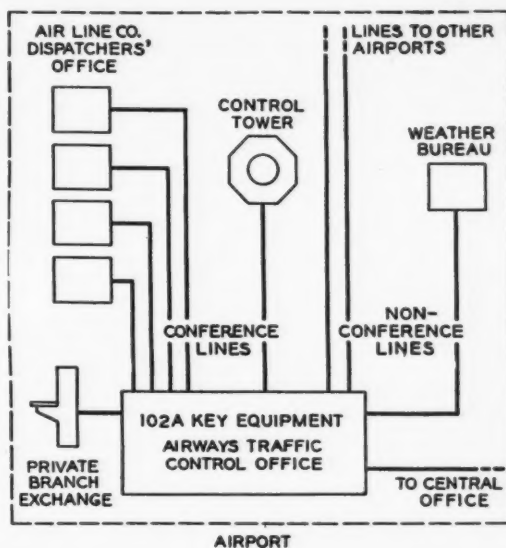 AIR LINE CO.
DISPATCHERS'
OFFICE
LINES TO OTHER
AIRPORTS
CONTROL
TOWER
WEATHER
BUREAU
CONFERENCE
LINES
NON-
CONFERENCE
LINES
102A KEY EQUIPMENT
AIRWAYS TRAFFIC
CONTROL OFFICE
PRIVATE
BRANCH
EXCHANGE
TO CENTRAL
OFFICE
AIRPORT